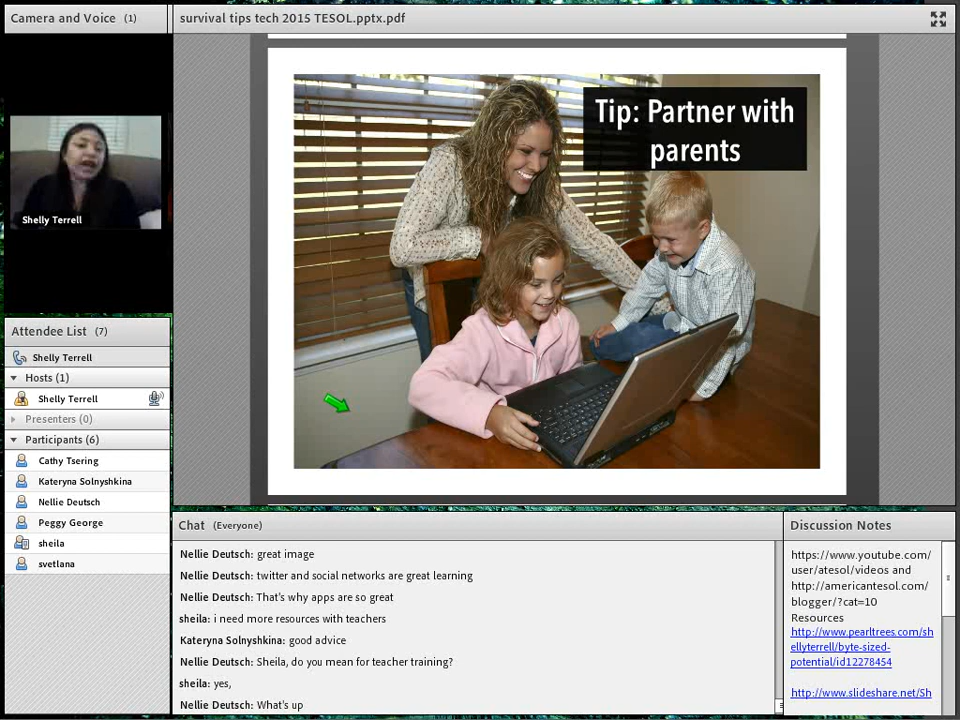 Camera and Voice (1)
survival tips tech 2015 TESOL.pptx.pdf
Tip: Partner with
parents
Shelly Terrell
Attendee List (7)
Shelly Terrell
Hosts (1)
Shelly Terrell
Presenters (0)
Participants (6)
Cathy Tsering
Kateryna Solnyshkina
Nellie Deutsch
Peggy George
sheila
svetlana
Chat (Everyone)
Nellie Deutsch: great image
Nellie Deutsch: twitter and social networks are great learning
Nellie Deutsch: That's why apps are so great
sheila: i need more resources with teachers
Kateryna Solnyshkina: good advice
Nellie Deutsch: Sheila, do you mean for teacher training?
sheila: yes,
Nellie Deutsch: What's up
Discussion Notes
https://www.youtube.com/
user/atesol/videos and
http://americantesol.com/
blogger/?cat=10
Resources
http://www.pearltrees.com/sh
ellyterrell/byte-sized-
potential/id12278454
http://www.slideshare.net/Sh